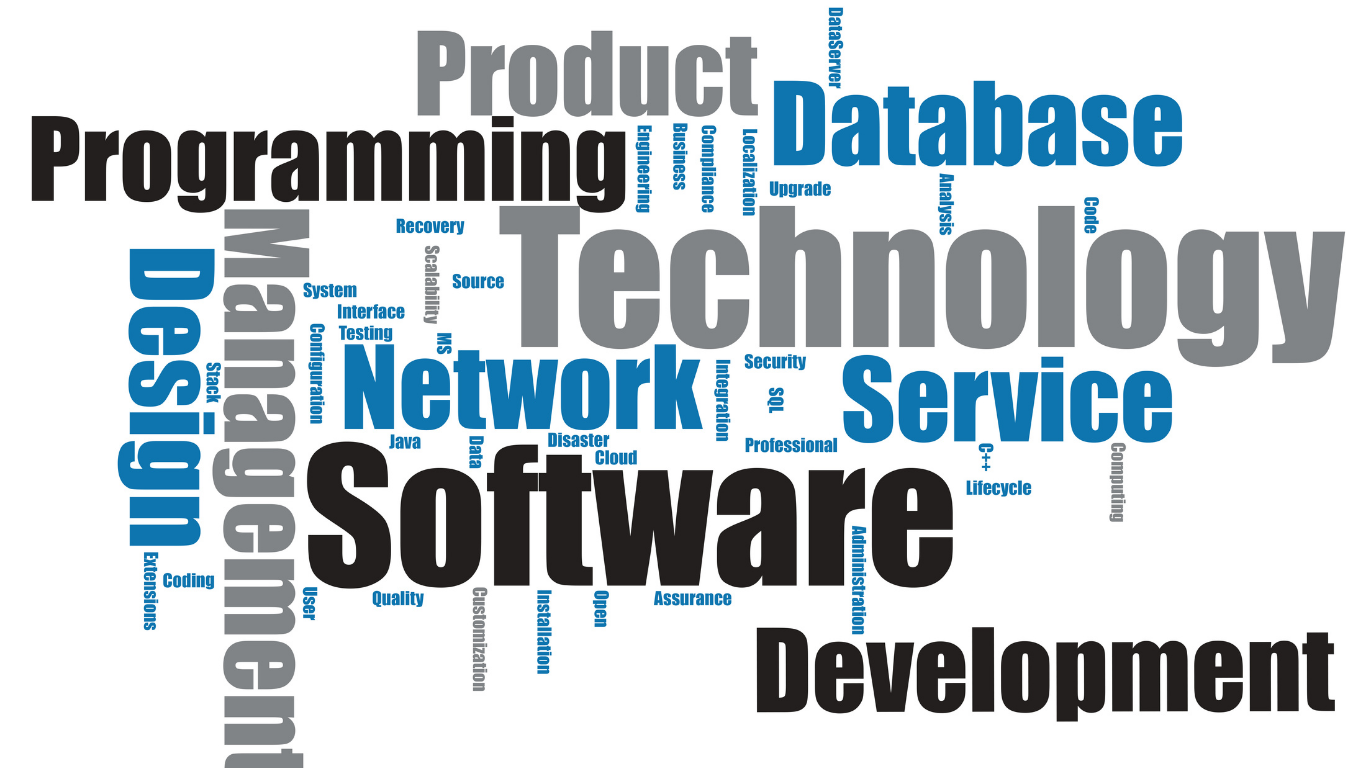 DataServer
Product
Database
Programming
Engineering
Business
Compliance
Localization
Upgrade
Analysis
Code
Management
Recovery
Technology
Design
Scalability
Source
System
Interface
Configuration
Testing
MS
Network
Integration
Security
Service
Stack
SQL
Java
Data
Disaster
Cloud
Professional
C++
Computing
Software
Lifecycle
Administration
Extensions
Coding
User
Quality
Customization
Installation
Open
Assurance
Development